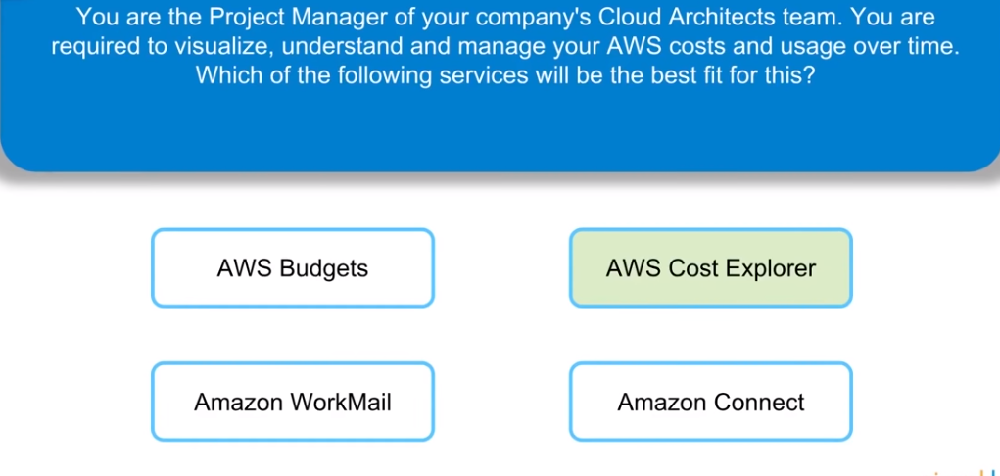 You are the Project Manager of your company's Cloud Architects team. You are
required to visualize, understand and manage your AWS costs and usage over time.
Which of the following services will be the best fit for this?
AWS Budgets
AWS Cost Explorer
Amazon WorkMail
Amazon Connect